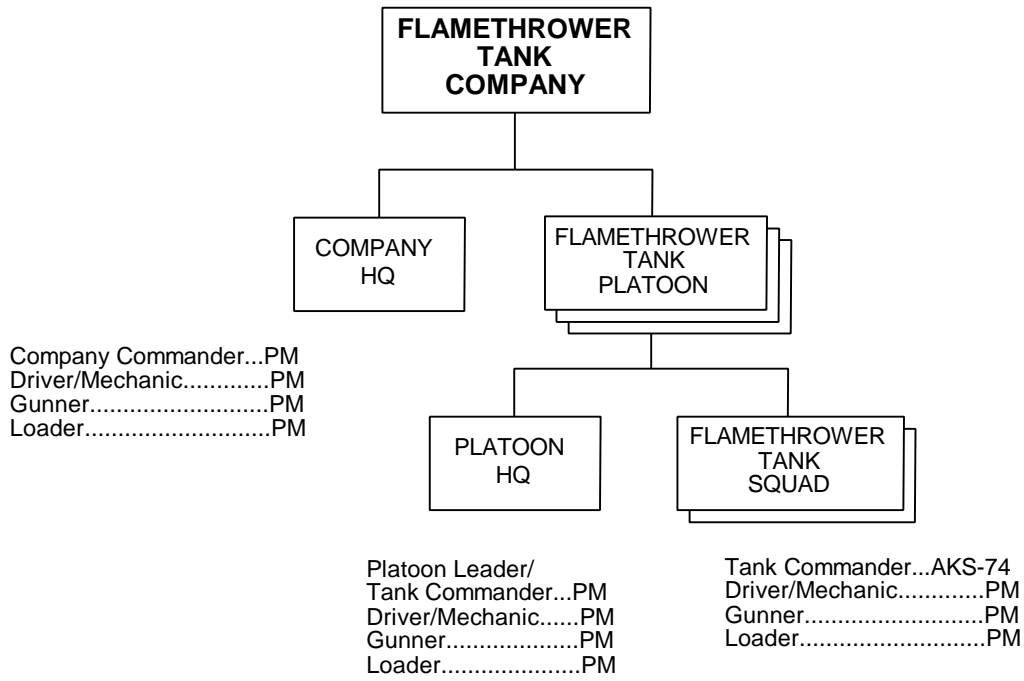 FLAMETHROWER
TANK
COMPANY
COMPANY
HQ
FLAMETHROWER
TANK
PLATOON
Company Commander...PM
Driver/Mechanic.............PM
Gunner...........................PM
Loader............................PM
PLATOON
HQ
FLAMETHROWER
TANK
SQUAD
Platoon Leader/
Tank Commander...PM
Driver/Mechanic......PM
Gunner....................PM
Loader.....................PM
Tank Commander...AKS-74
Driver/Mechanic.............PM
Gunner...........................PM
Loader............................PM